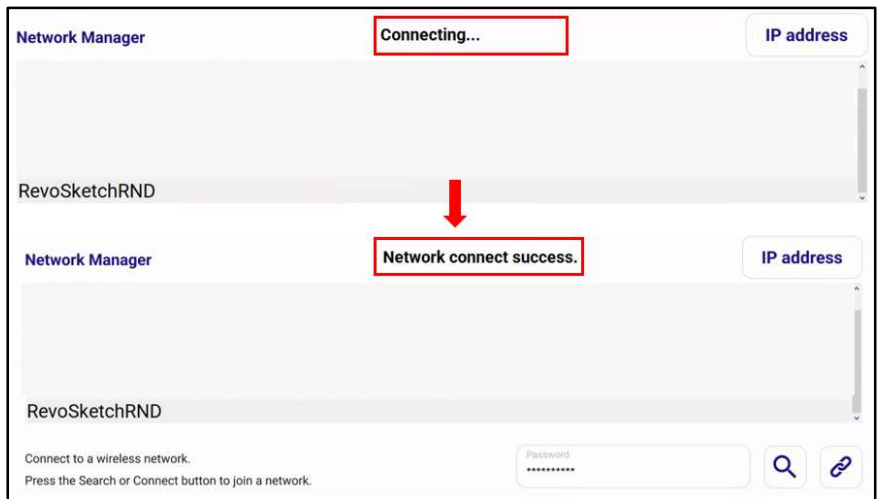 Network Manager
Connecting...
IP address
RevoSketchRND
Network Manager
Network connect success.
IP address
RevoSketchRND
Connect to a wireless network.
Press the Search or Connect button to join a network.
Password
••••••••••